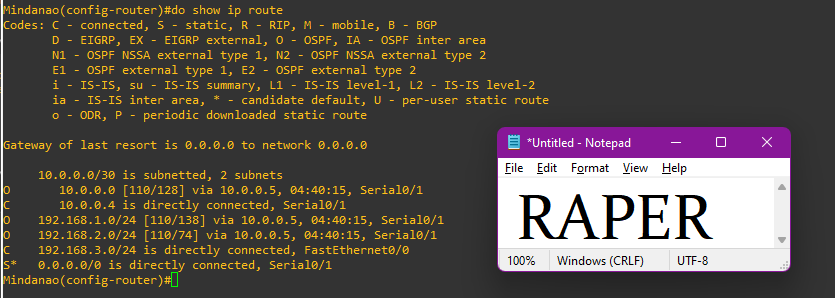 Mindanao(config-router)#do show ip route
Codes: C - connected, S - static, R - RIP, M - mobile, B - BGP
D - EIGRP, EX - EIGRP external, O - OSPF, IA - OSPF inter area
N1 - OSPF NSSA external type 1, N2 - OSPF NSSA external type 2
E1 - OSPF external type 1, E2 - OSPF external type 2
i - IS-IS, su - IS-IS summary, L1 - IS-IS level-1, L2 - IS-IS level-2
ia - IS-IS inter area, * - candidate default, U - per-user static route
o - ODR, P - periodic downloaded static route
Gateway of last resort is 0.0.0.0 to network 0.0.0.0
10.0.0.0/30 is subnetted, 2 subnets
O 10.0.0.0 [110/128] via 10.0.0.5, 04:40:15, Serial0/1
C 10.0.0.4 is directly connected, Serial0/1
O 192.168.1.0/24 [110/138] via 10.0.0.5, 04:40:15, Serial0/1
O 192.168.2.0/24 [110/74] via 10.0.0.5, 04:40:15, Serial0/1
C 192.168.3.0/24 is directly connected, FastEthernet0/0
S* 0.0.0.0/0 is directly connected, Serial0/1
Mindanao(config-router)#
*Untitled - Notepad
File Edit Format View Help
RAPER
100% Windows (CRLF) UTF-8